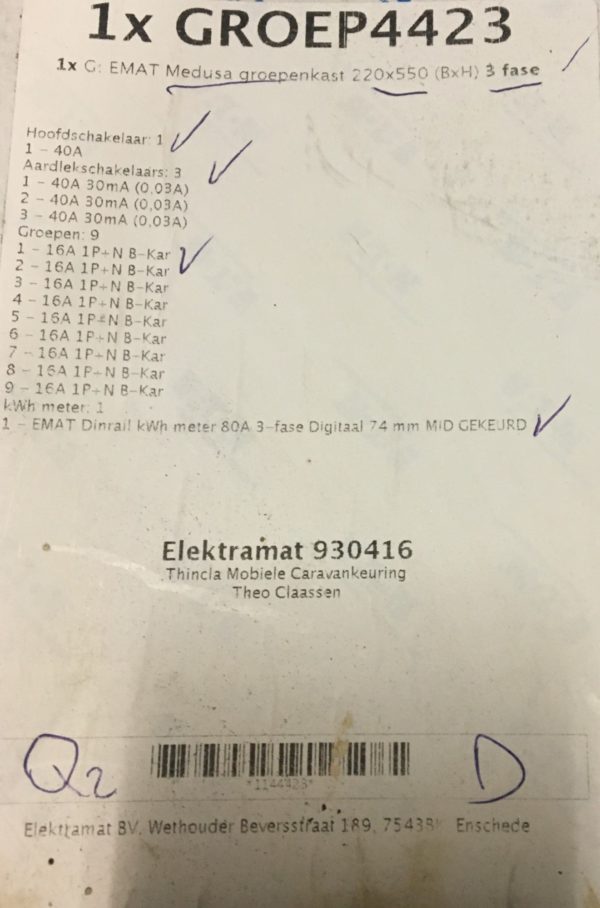 1x GROEP4423
1x G: EMAT Medusa groepenkast 220x550 (BxH) 3 fase
Hoofdschakelaar: 1
1 - 40A
Aardlekschakelaars: 3
1 - 40A 30mA (0,03A)
2 - 40A 30mA (0,03A)
3 - 40A 30mA (0,03A)
Groepen: 9
1 - 16A 1P+N B-Kar
2 - 16A 1P+N B-Kar
3 - 16A 1P+N B-Kar
4 - 16A 1P+N B-Kar
5 - 16A 1P+N B-Kar
6 - 16A 1P+N B-Kar
7 - 16A 1P+N B-Kar
8 - 16A 1P+N B-Kar
9 - 16A 1P+N B-Kar
kWh meter: 1
1 - EMAT Dinrail kWh meter 80A 3-fase Digitaal 74 mm MID GEKEURD
Elektramat 930416
Thincla Mobiele Caravankeuring
Theo Claassen
Q2 D
*1144423*
Elektramat BV, Wethouder Beversstraat 189, Enschede